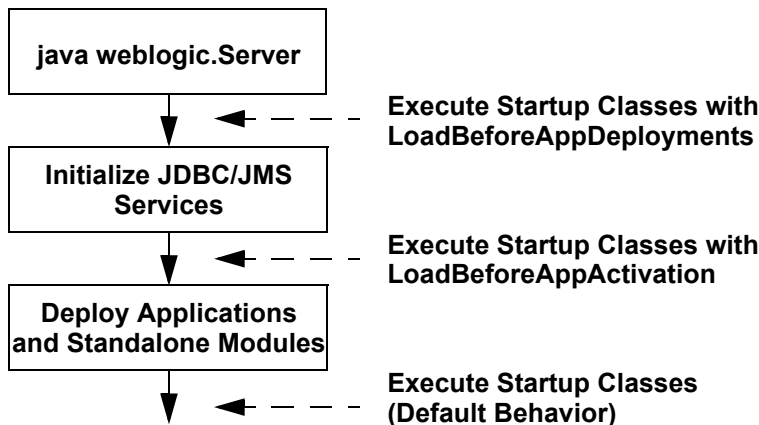 java weblogic.Server
Execute Startup Classes with
LoadBeforeAppDeployments
Initialize JDBC/JMS
Services
Execute Startup Classes with
LoadBeforeAppActivation
Deploy Applications
and Standalone Modules
Execute Startup Classes
(Default Behavior)